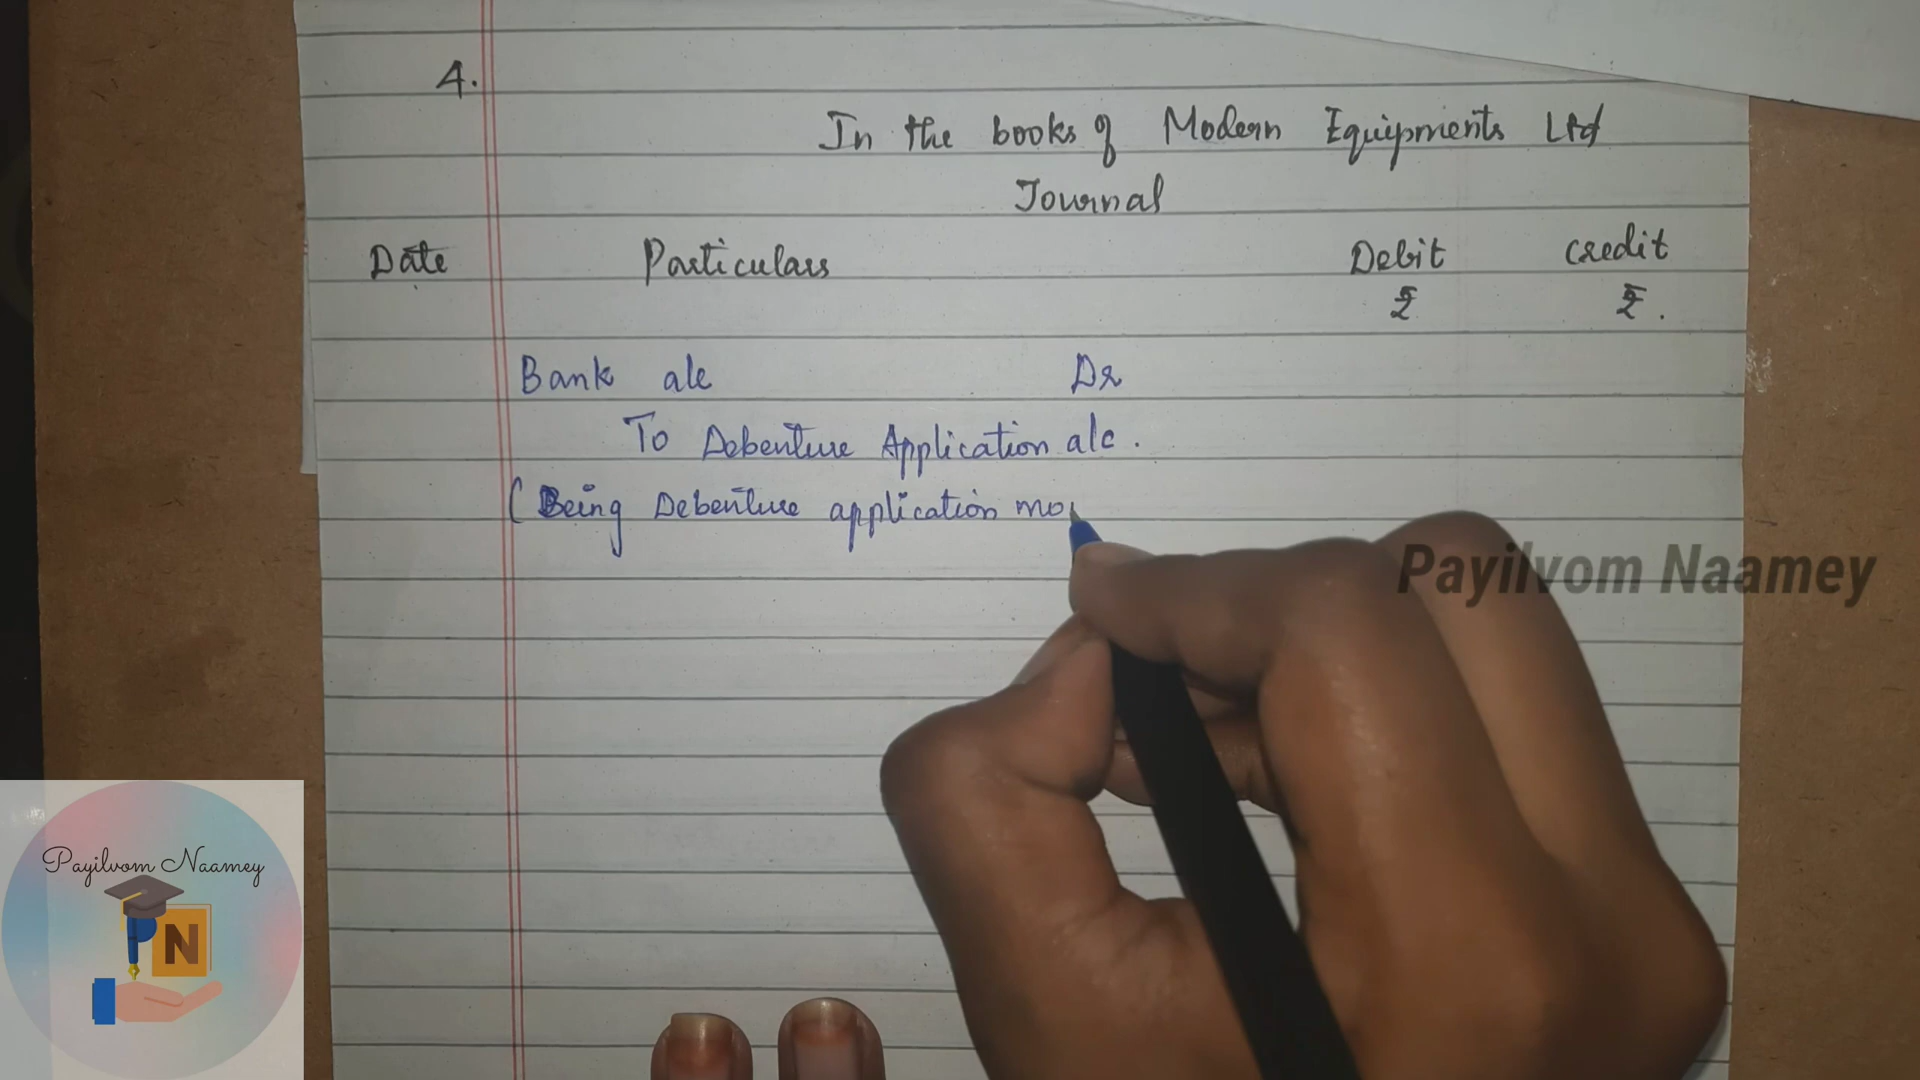 4.
In the books of Modern Equipments Ltd
Journal
Date Particulars Debit Credit
₹ ₹.
Bank a/c Dr
To Debenture Application a/c.
(Being Debenture application mo
Payilvom Naamey
Payilvom Naamey
P N